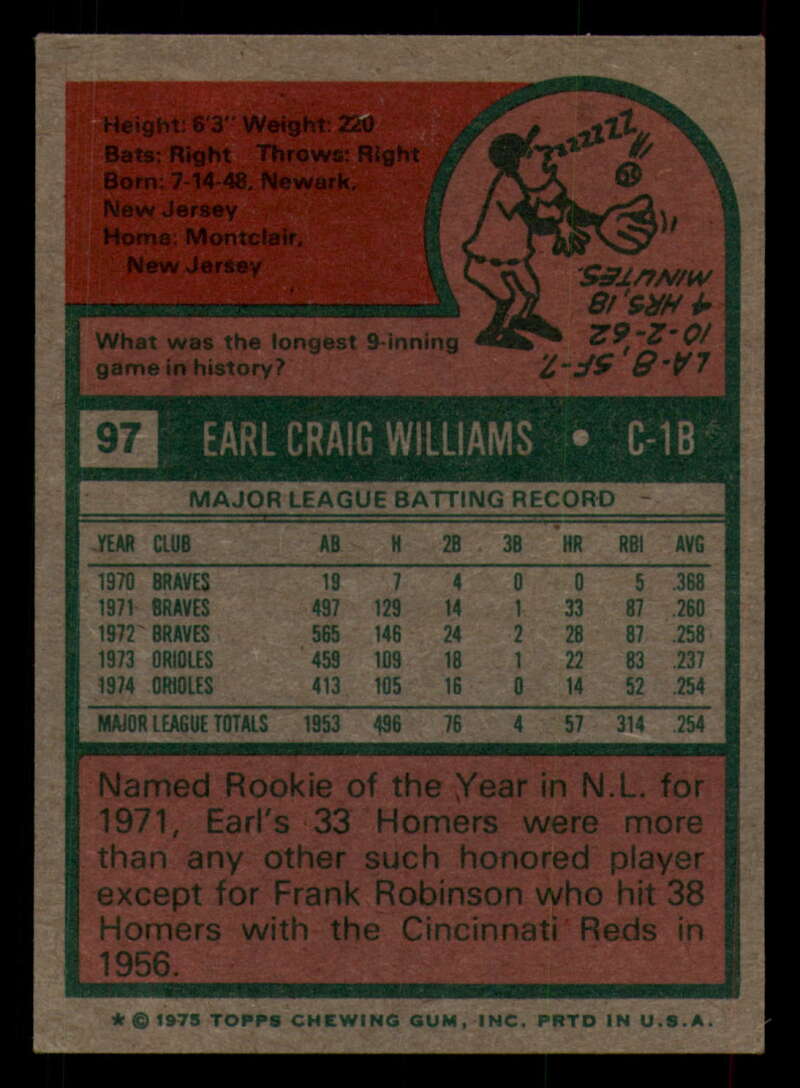 Height: 6'3" Weight: 220
Bats: Right Throws: Right
Born: 7-14-48, Newark,
New Jersey
Home: Montclair,
New Jersey
ZZZZZZZ
What was the longest 9-inning
game in history?
LA-8, SF-7,
10-2-62
4 HRS, 18
MINUTES
97 EARL CRAIG WILLIAMS • C-1B
MAJOR LEAGUE BATTING RECORD
YEAR CLUB AB H 2B 3B HR RBI AVG
1970 BRAVES 19 7 4 0 0 5 .368
1971 BRAVES 497 129 14 1 33 87 .260
1972 BRAVES 565 146 24 2 28 87 .258
1973 ORIOLES 459 109 18 1 22 83 .237
1974 ORIOLES 413 105 16 0 14 52 .254
MAJOR LEAGUE TOTALS 1953 496 76 4 57 314 .254
Named Rookie of the Year in N.L. for
1971, Earl's 33 Homers were more
than any other such honored player
except for Frank Robinson who hit 38
Homers with the Cincinnati Reds in
1956.
* © 1975 TOPPS CHEWING GUM, INC. PRTD IN U.S.A.